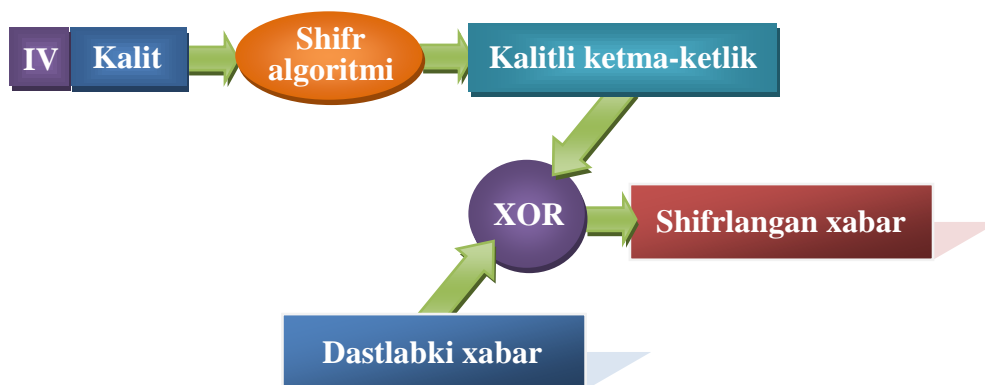 IV
Kalit
Shifr
algoritmi
Kalitli ketma-ketlik
XOR
Shifrlangan xabar
Dastlabki xabar